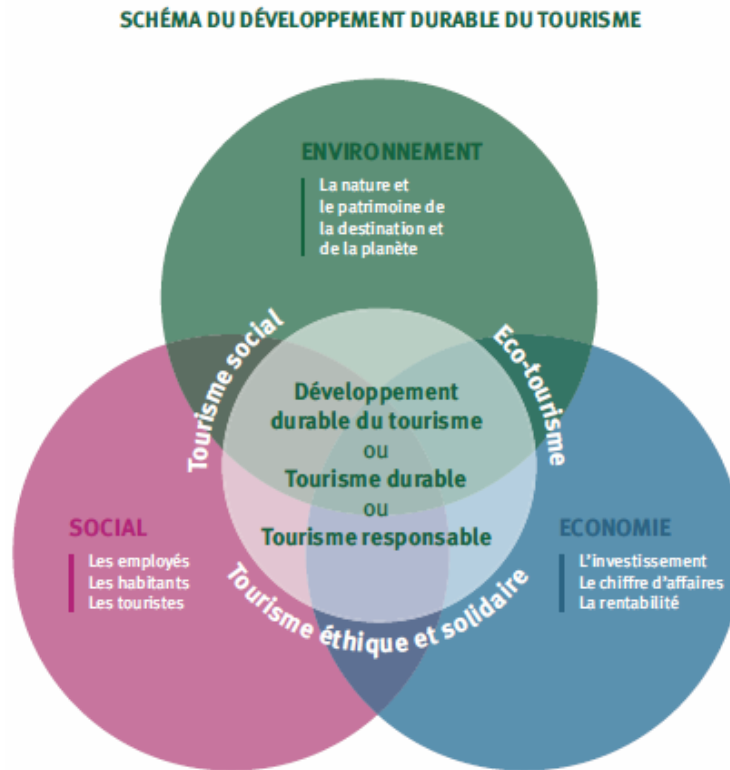 SCHÉMA DU DÉVELOPPEMENT DURABLE DU TOURISME
ENVIRONNEMENT
La nature et
le patrimoine de
la destination et
de la planète
Tourisme social
Eco-tourisme
Développement
durable du tourisme
ou
Tourisme durable
ou
Tourisme responsable
SOCIAL
Les employés
Les habitants
Les touristes
ECONOMIE
L'investissement
Le chiffre d'affaires
La rentabilité
Tourisme éthique et solidaire